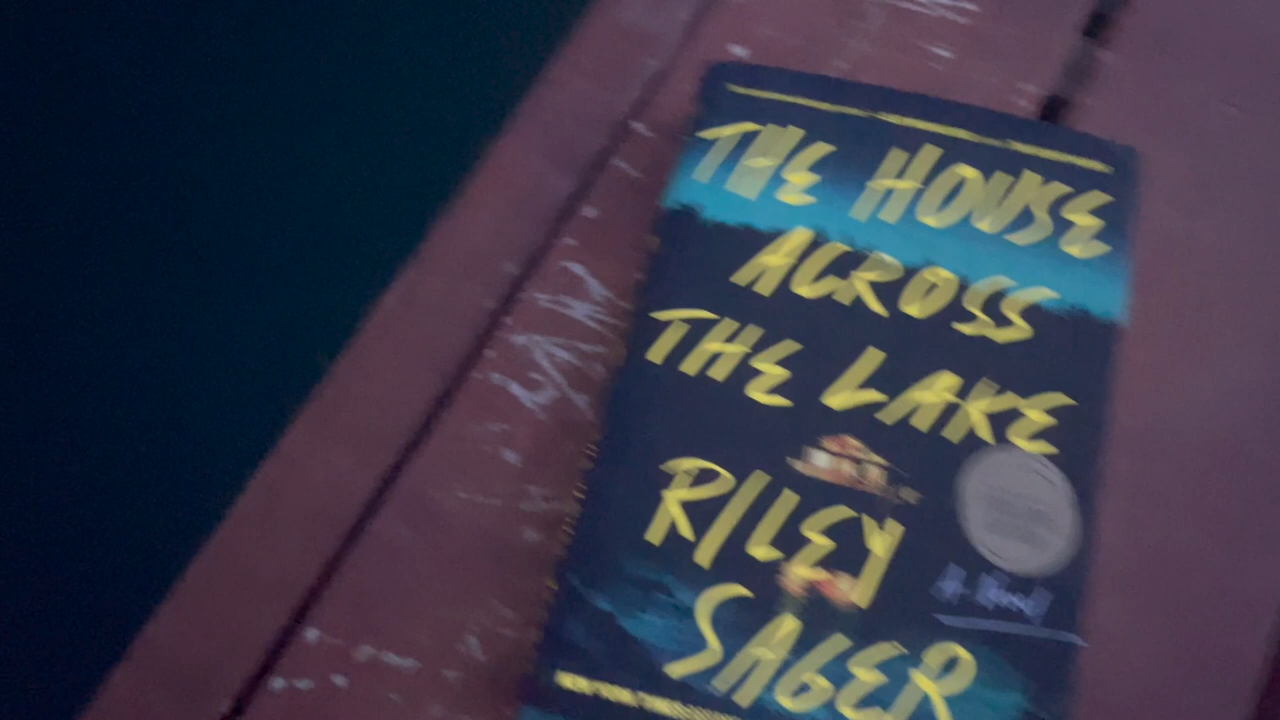 THE HOUSE
ACROSS
THE LAKE
RILEY
SAGER